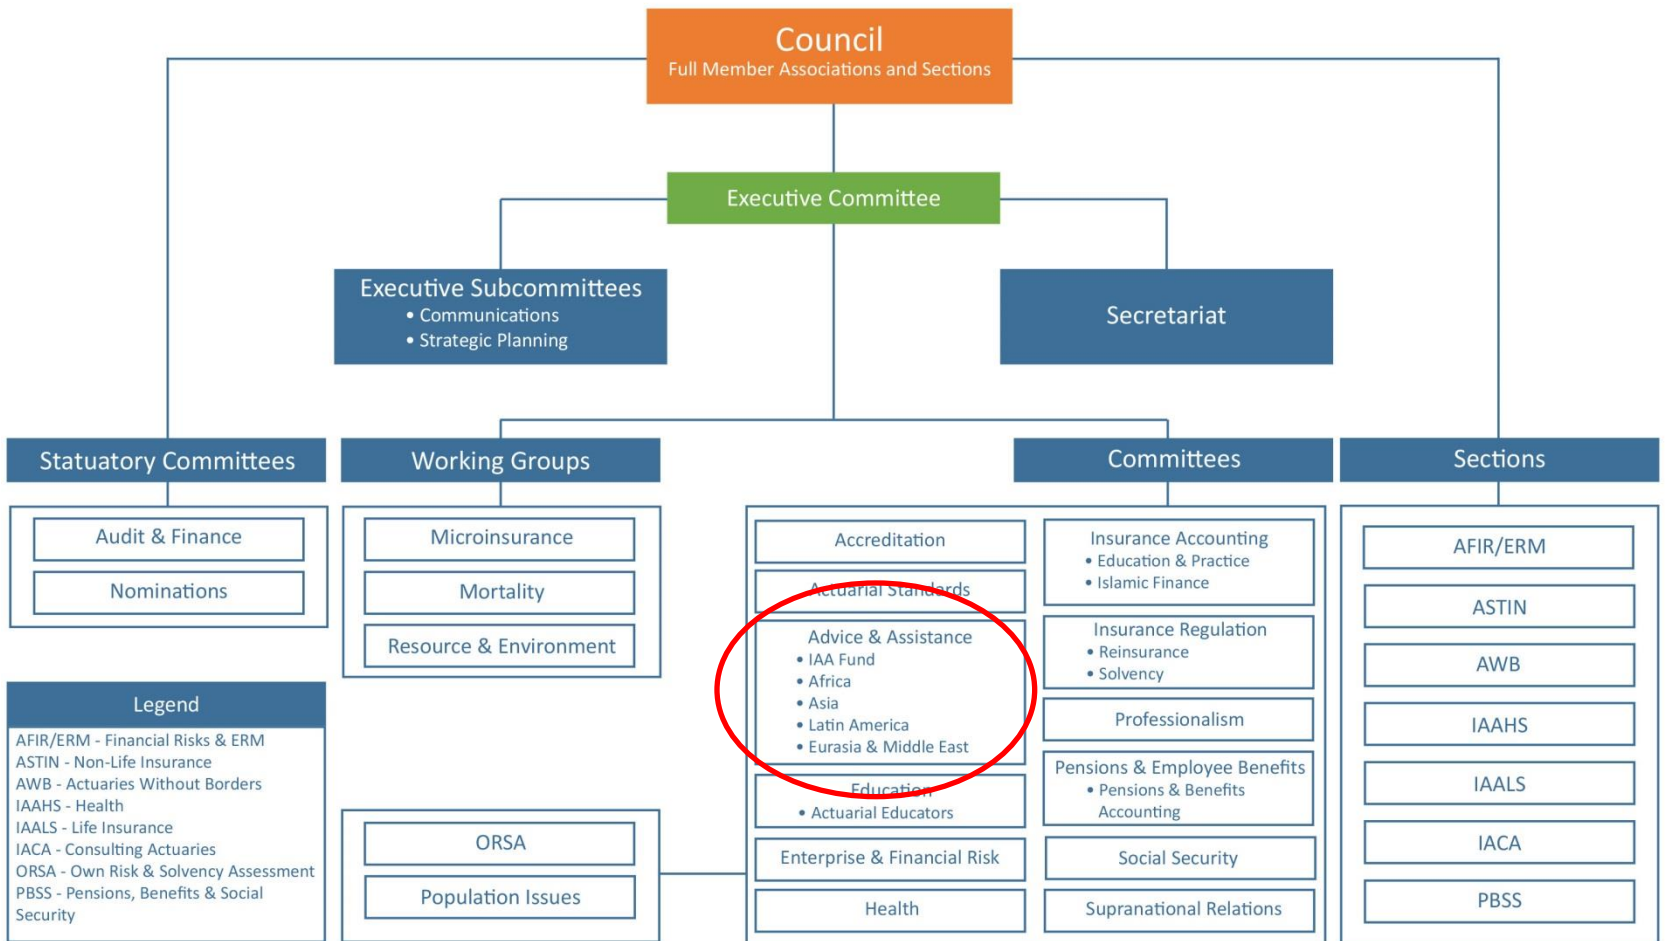 Council
Full Member Associations and Sections
Executive Committee
Executive Subcommittees
• Communications
• Strategic Planning
Secretariat
Statuatory Committees
Audit & Finance
Nominations
Working Groups
Microinsurance
Mortality
Resource & Environment
ORSA
Population Issues
Committees
Accreditation
Actuarial Standards
Advice & Assistance
• IAA Fund
• Africa
• Asia
• Latin America
• Eurasia & Middle East
Education
• Actuarial Educators
Enterprise & Financial Risk
Health
Insurance Accounting
• Education & Practice
• Islamic Finance
Insurance Regulation
• Reinsurance
• Solvency
Professionalism
Pensions & Employee Benefits
• Pensions & Benefits
Accounting
Social Security
Supranational Relations
Sections
AFIR/ERM
ASTIN
AWB
IAAHS
IAALS
IACA
PBSS
Legend
AFIR/ERM - Financial Risks & ERM
ASTIN - Non-Life Insurance
AWB - Actuaries Without Borders
IAAHS - Health
IAALS - Life Insurance
IACA - Consulting Actuaries
ORSA - Own Risk & Solvency Assessment
PBSS - Pensions, Benefits & Social
Security